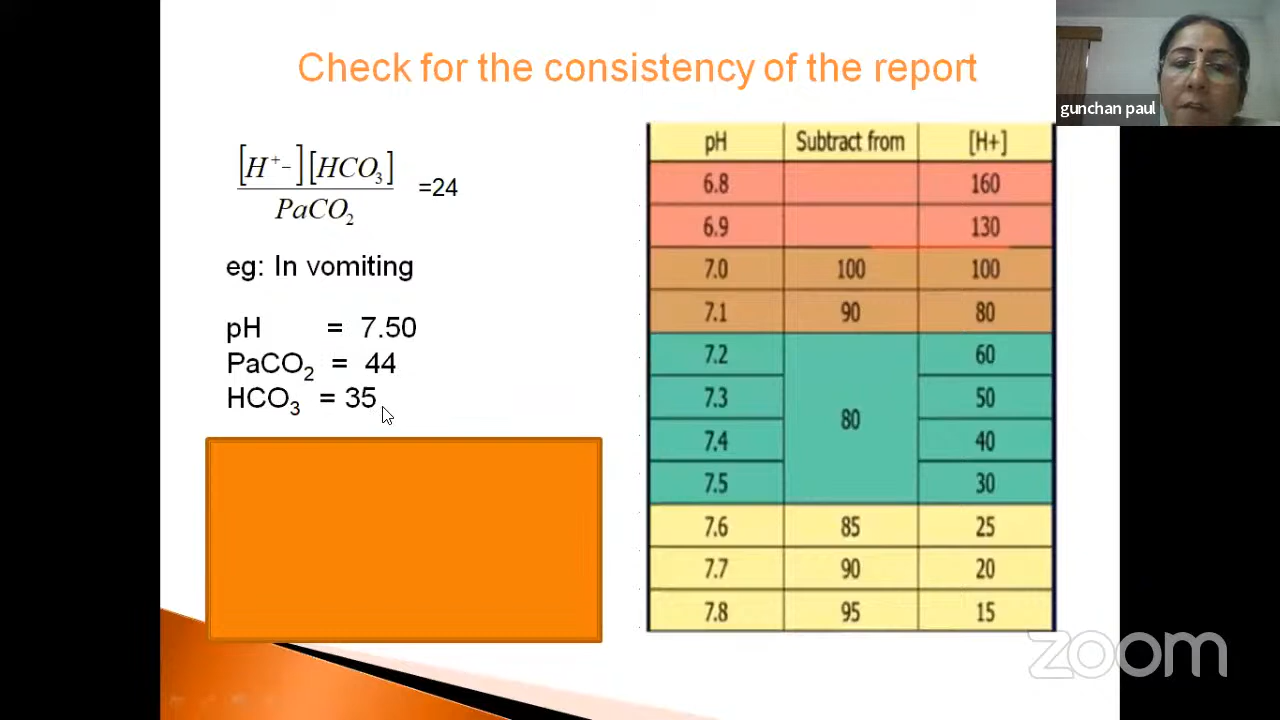 Check for the consistency of the report
gunchan paul
[H+-] [HCO3]
PaCO2
=24
eg: In vomiting
pH = 7.50
PaCO2 = 44
HCO3 = 35
pH Subtract from [H+]
6.8 160
6.9 130
7.0 100 100
7.1 90 80
7.2 60
7.3 50
80
7.4 40
7.5 30
7.6 85 25
7.7 90 20
7.8 95 15
zoom